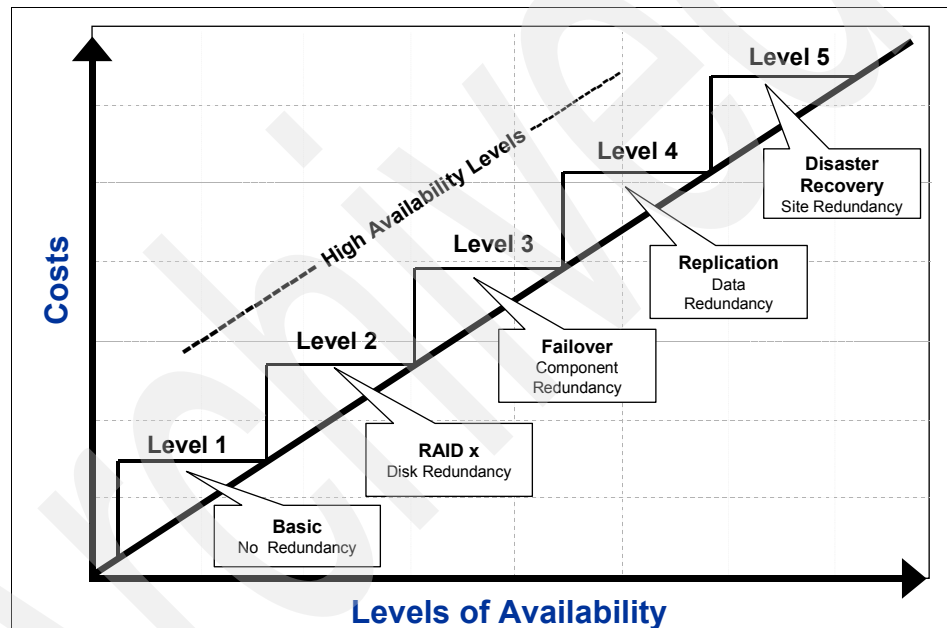 Level 5
Level 4
Disaster
Recovery
Site Redundancy
High Availability Levels
Level 3
Replication
Data
Redundancy
Costs
Level 2
Failover
Component
Redundancy
Level 1
RAID x
Disk Redundancy
Basic
No Redundancy
Levels of Availability
Archived